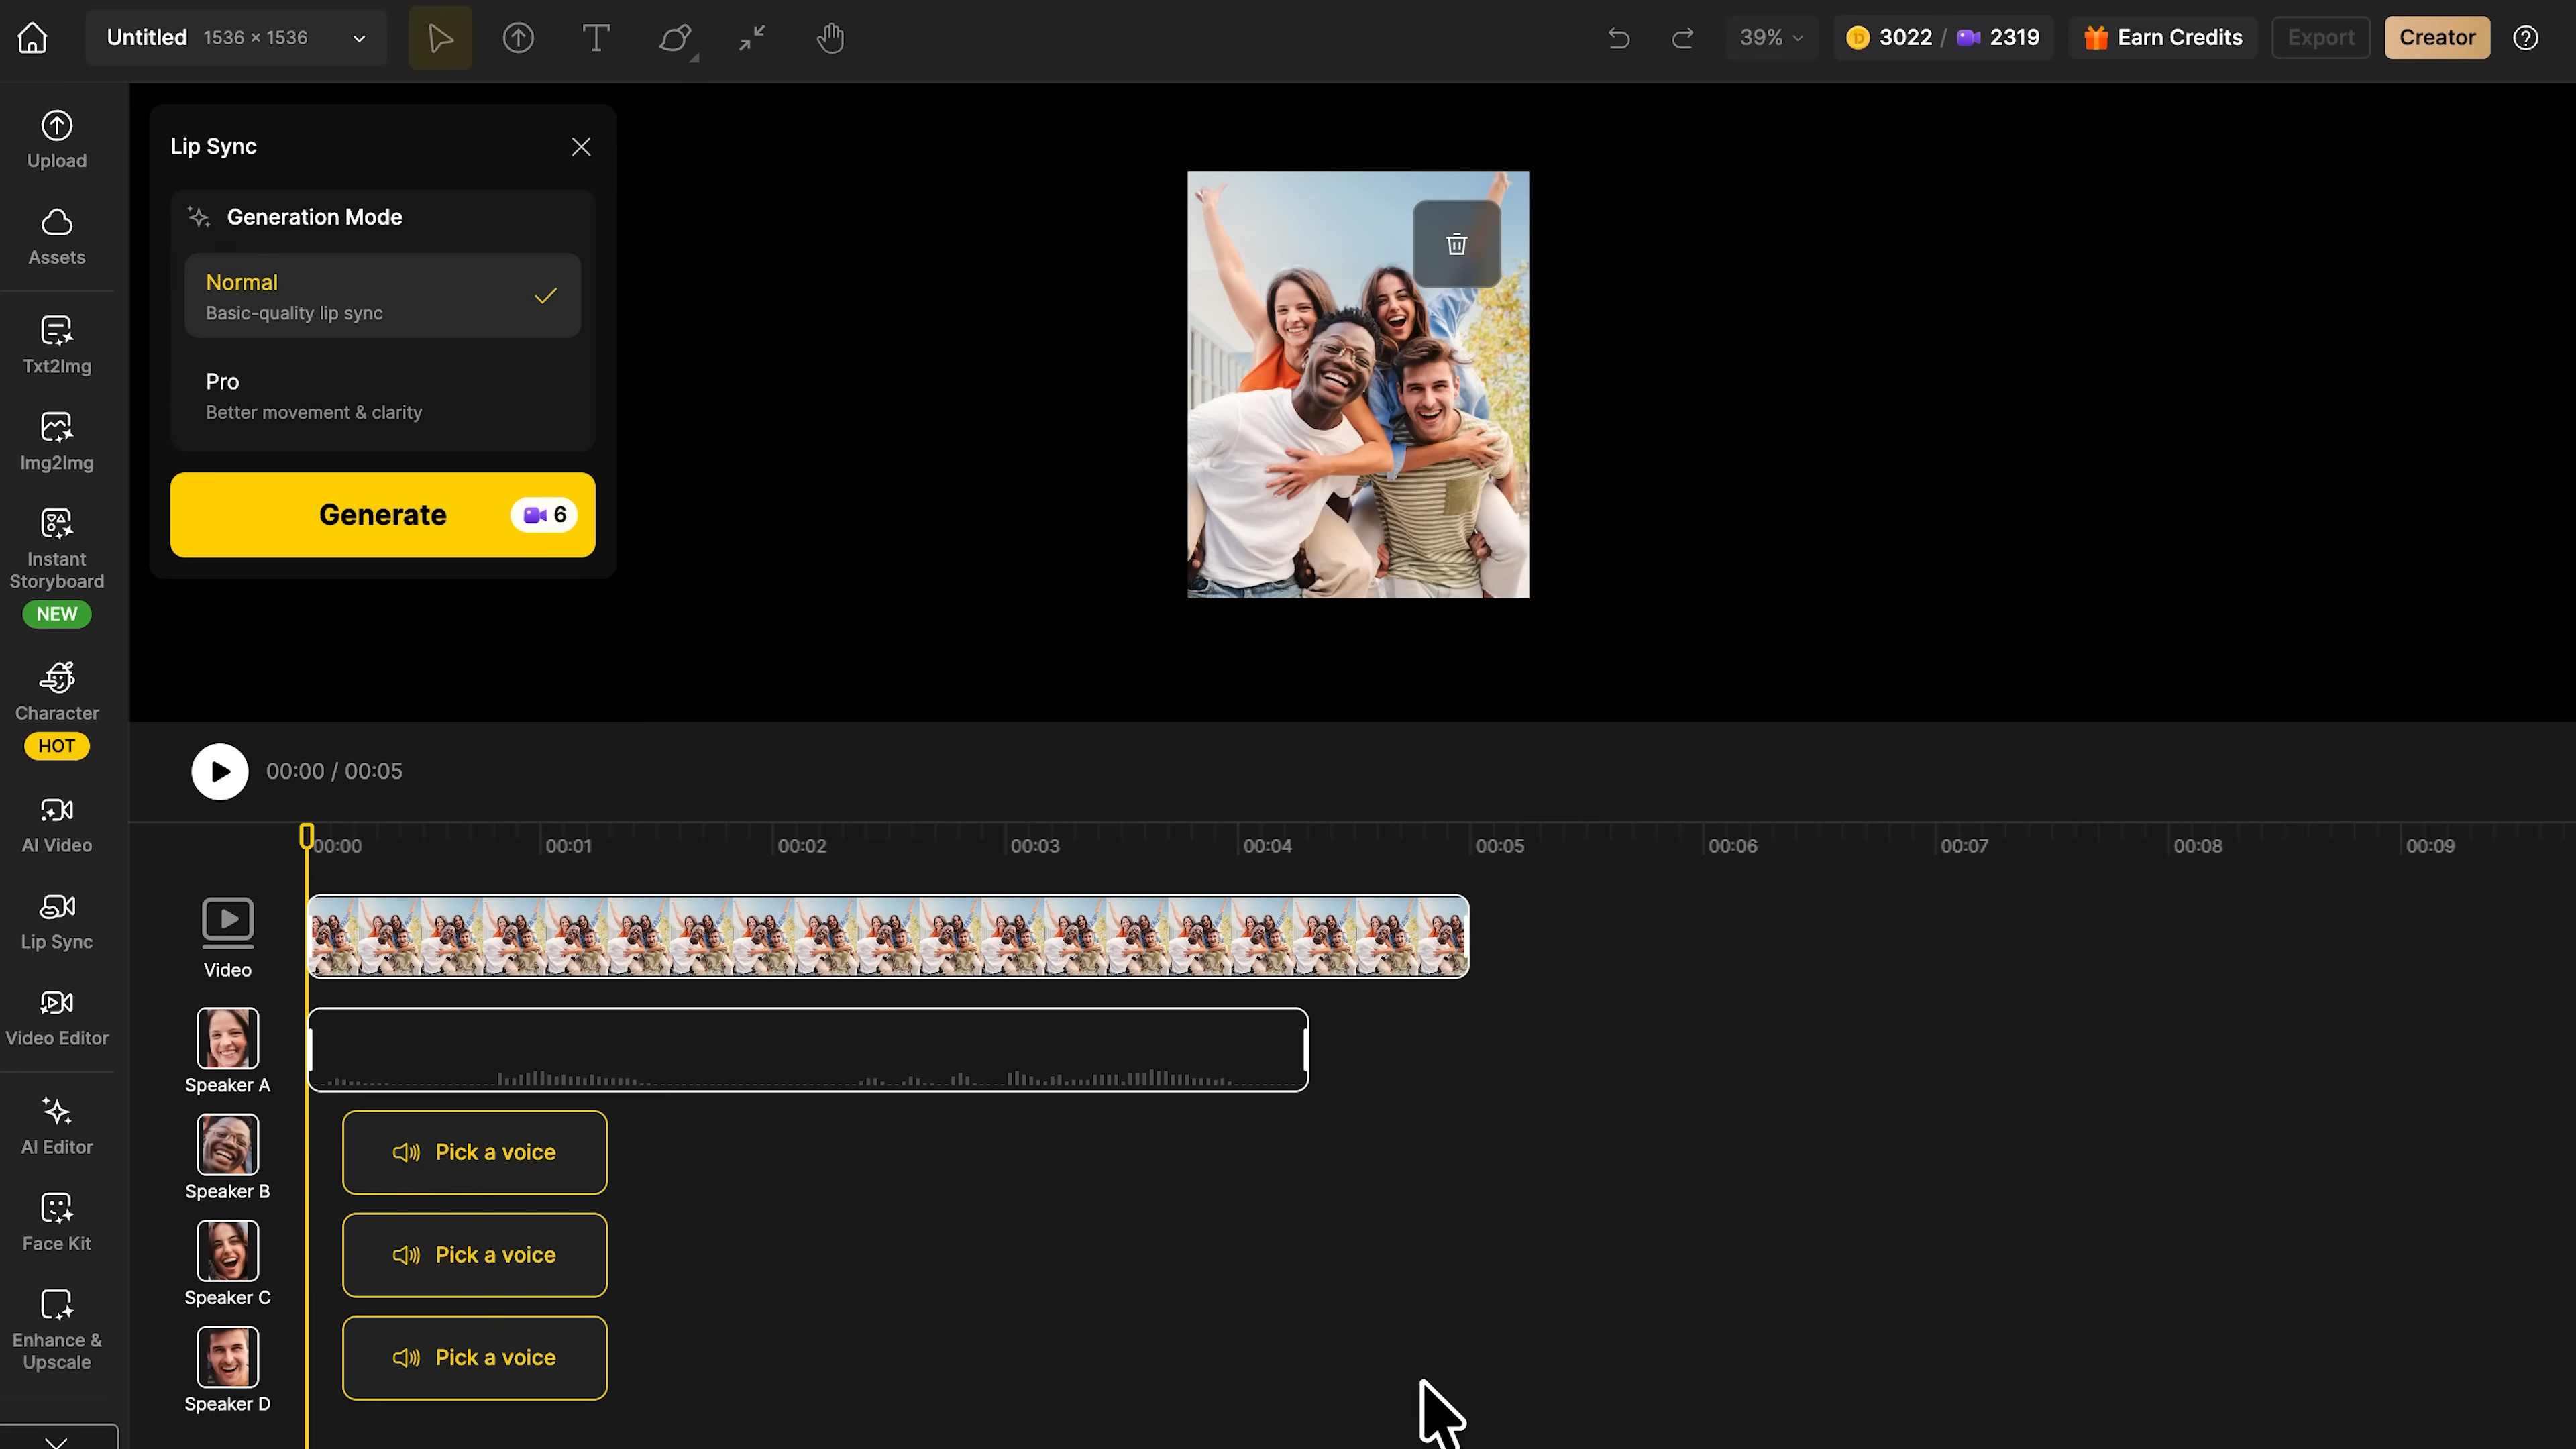 Untitled 1536 × 1536
39%
3022 / 2319
Earn Credits
Export
Creator
Upload
Assets
Txt2Img
Img2Img
Instant
Storyboard
NEW
Character
HOT
AI Video
Lip Sync
Video Editor
AI Editor
Face Kit
Enhance &
Upscale
Lip Sync
Generation Mode
Normal
Basic-quality lip sync
Pro
Better movement & clarity
Generate 6
00:00 / 00:05
00:00 00:01 00:02 00:03 00:04 00:05 00:06 00:07 00:08 00:09
Video
Speaker A
Speaker B
Pick a voice
Speaker C
Pick a voice
Speaker D
Pick a voice